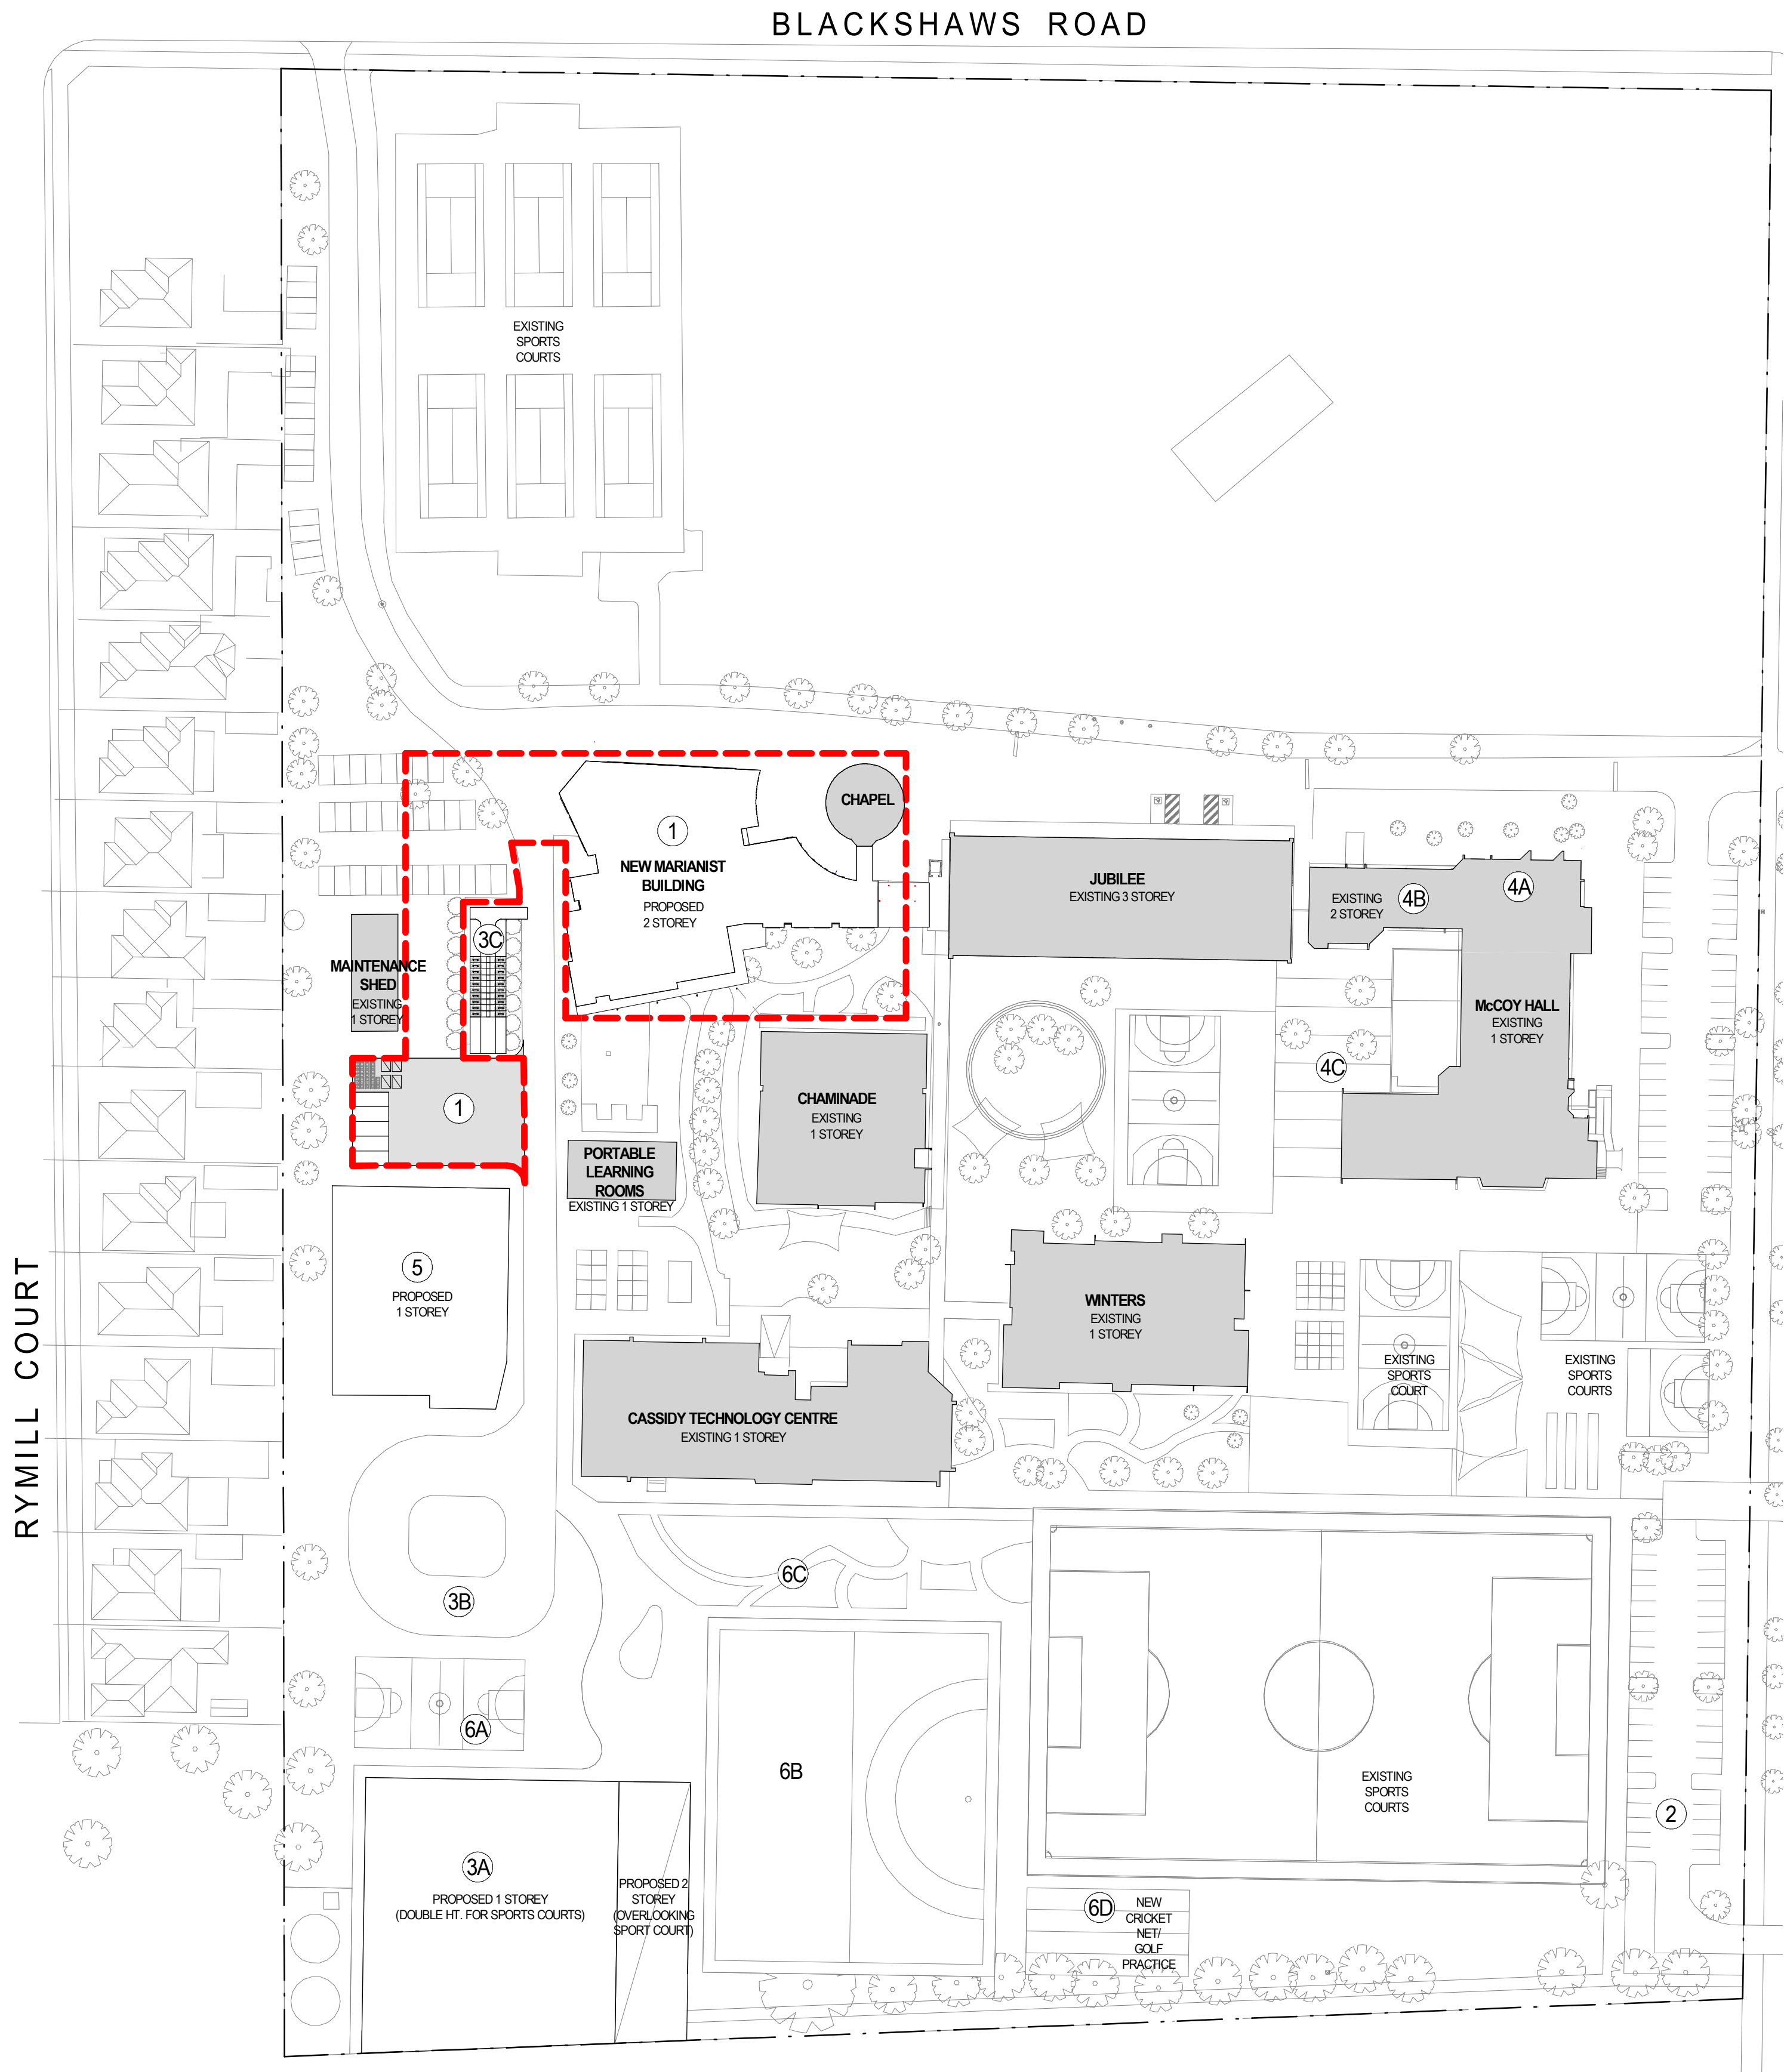 BLACKSHAWS ROAD
EXISTING
SPORTS
COURTS
CHAPEL
1
NEW MARIANIST
BUILDING
PROPOSED
2 STOREY
JUBILEE
EXISTING 3 STOREY
4A
4B
EXISTING
2 STOREY
3C
MAINTENANCE
SHED
EXISTING
1 STOREY
McCOY HALL
EXISTING
1 STOREY
4C
1
CHAMINADE
EXISTING
1 STOREY
PORTABLE
LEARNING
ROOMS
EXISTING 1 STOREY
5
PROPOSED
1 STOREY
WINTERS
EXISTING
1 STOREY
EXISTING
SPORTS
COURT
EXISTING
SPORTS
COURTS
RYMILL COURT
CASSIDY TECHNOLOGY CENTRE
EXISTING 1 STOREY
6C
3B
6A
6B
EXISTING
SPORTS
COURTS
2
3A
PROPOSED 1 STOREY
(DOUBLE HT. FOR SPORTS COURTS)
PROPOSED 2
STOREY
(OVERLOOKING
SPORT COURT)
6D
NEW
CRICKET
NET/
GOLF
PRACTICE